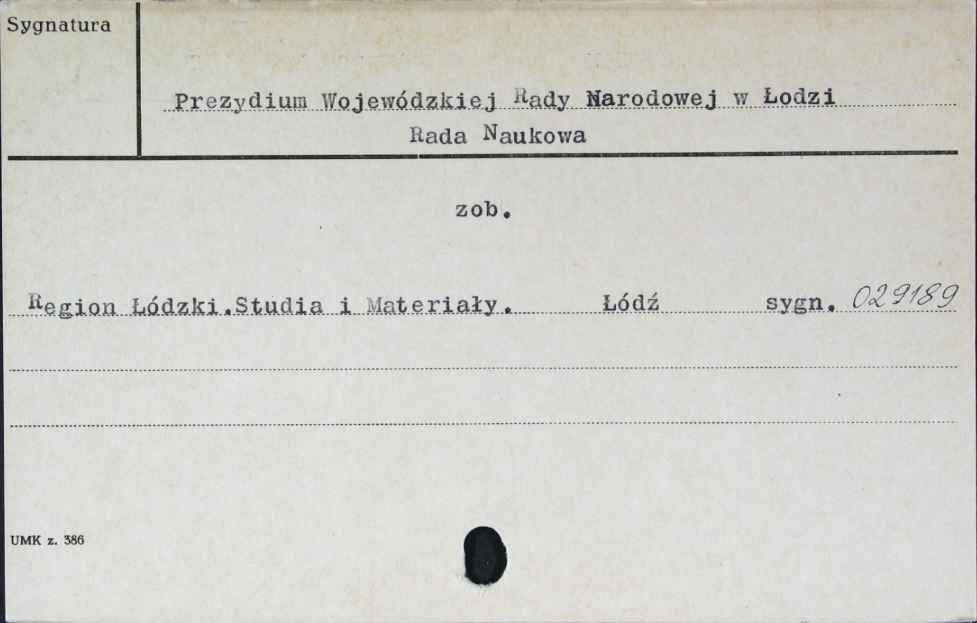 Sygnatura
Prezydium Wojewódzkiej Rady Narodowej w Łodzi
Rada Naukowa
zob.
Region Łódzki.Studia i Materiały. Łódź sygn. 029189
UMK z. 386